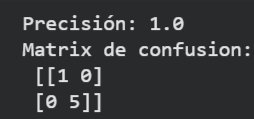 Precisión: 1.0
Matrix de confusion:
[[1 0]
[0 5]]